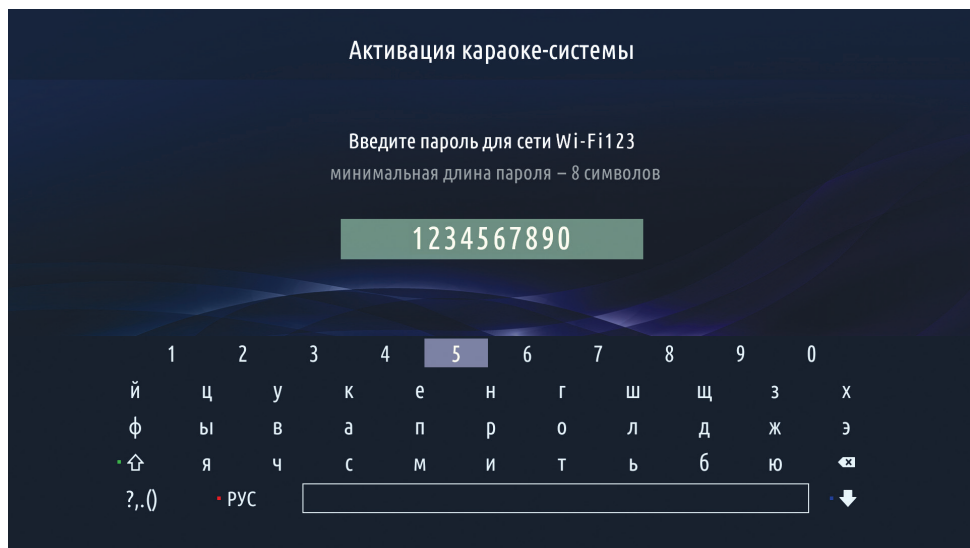 Активация караоке-системы
Введите пароль для сети Wi-Fi123
минимальная длина пароля – 8 символов
1234567890
1 2 3 4 5 6 7 8 9 0
й ц у к е н г ш щ з х
ф ы в а п р о л д ж э
я ч с м и т ь б ю
?,.() РУС